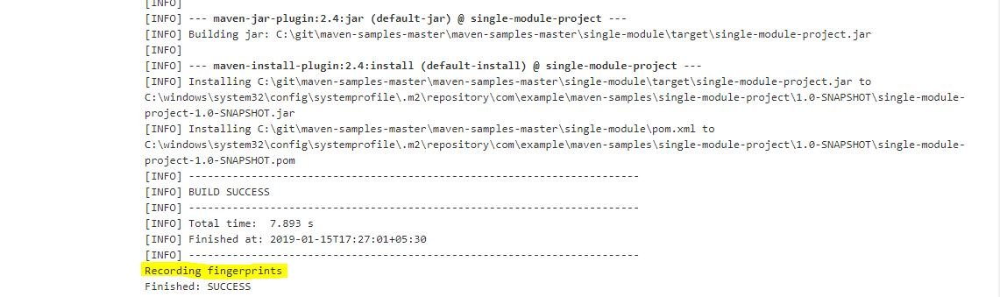 [INFO]
[INFO] --- maven-jar-plugin:2.4:jar (default-jar) @ single-module-project ---
[INFO] Building jar: C:\git\maven-samples-master\maven-samples-master\single-module\target\single-module-project.jar
[INFO]
[INFO] --- maven-install-plugin:2.4:install (default-install) @ single-module-project ---
[INFO] Installing C:\git\maven-samples-master\maven-samples-master\single-module\target\single-module-project.jar to
C:\windows\system32\config\systemprofile\.m2\repository\com\example\maven-samples\single-module-project\1.0-SNAPSHOT\single-module-
project-1.0-SNAPSHOT.jar
[INFO] Installing C:\git\maven-samples-master\maven-samples-master\single-module\pom.xml to
C:\windows\system32\config\systemprofile\.m2\repository\com\example\maven-samples\single-module-project\1.0-SNAPSHOT\single-module-
project-1.0-SNAPSHOT.pom
[INFO] ------------------------------------------------------------------------
[INFO] BUILD SUCCESS
[INFO] ------------------------------------------------------------------------
[INFO] Total time:  7.893 s
[INFO] Finished at: 2019-01-15T17:27:01+05:30
[INFO] ------------------------------------------------------------------------
Recording fingerprints
Finished: SUCCESS